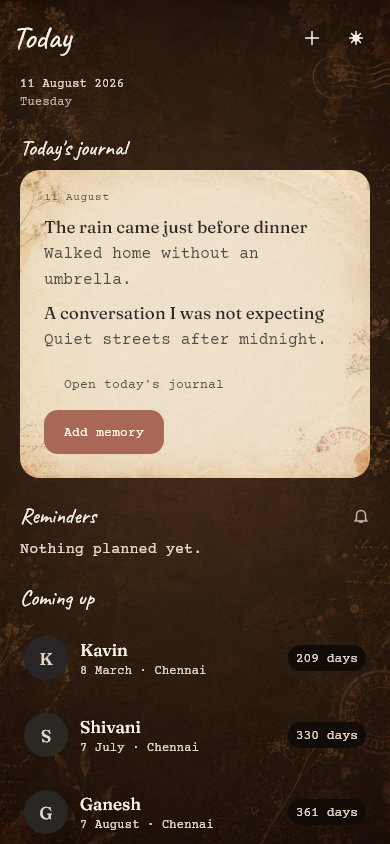 Today
11 August 2026
Tuesday
Today's journal
11 August
The rain came just before dinner
Walked home without an
umbrella.
A conversation I was not expecting
Quiet streets after midnight.
Open today's journal
Add memory
Reminders
Nothing planned yet.
Coming up
K
Kavin
8 March · Chennai
209 days
S
Shivani
7 July · Chennai
330 days
G
Ganesh
7 August · Chennai
361 days